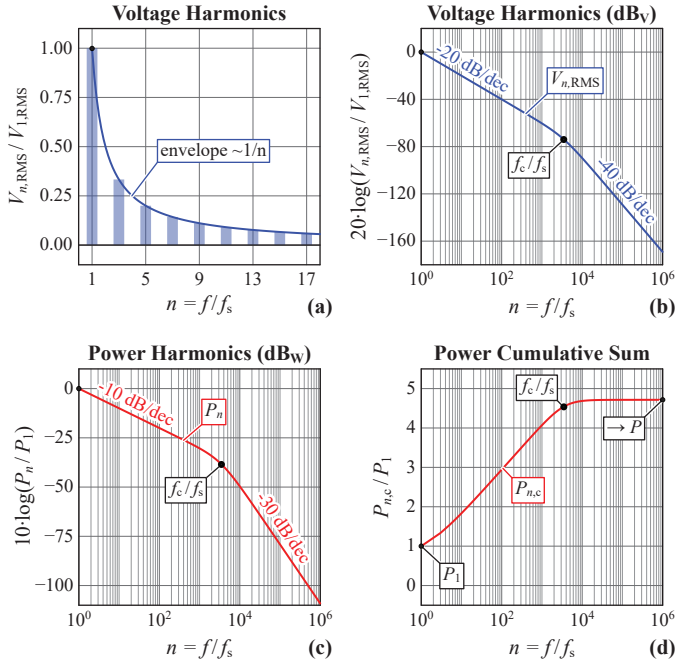 Voltage Harmonics
V_{n,RMS} / V_{1,RMS}
1.00
0.75
0.50
0.25
0.00
envelope ~1/n
1 5 9 13 17
n = f/f_s
(a)
Voltage Harmonics (dB_V)
20·log(V_{n,RMS} / V_{1,RMS})
0
−40
−80
−120
−160
-20 dB/dec
V_{n,RMS}
f_c/f_s
-40 dB/dec
10^0 10^2 10^4 10^6
n = f/f_s
(b)
Power Harmonics (dB_W)
10·log(P_n / P_1)
0
−25
−50
−75
−100
-10 dB/dec
P_n
f_c/f_s
-30 dB/dec
10^0 10^2 10^4 10^6
n = f/f_s
(c)
Power Cumulative Sum
P_{n,c} / P_1
5
4
3
2
1
0
f_c/f_s
→ P
P_{n,c}
P_1
10^0 10^2 10^4 10^6
n = f/f_s
(d)